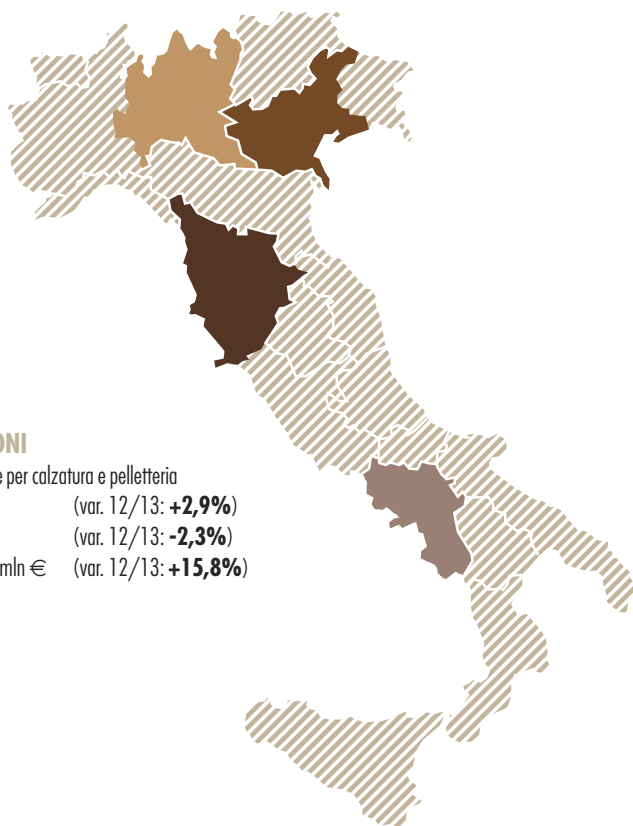 ONI
e per calzatura e pelletteria
(var. 12/13: +2,9%)
(var. 12/13: -2,3%)
mln € (var. 12/13: +15,8%)